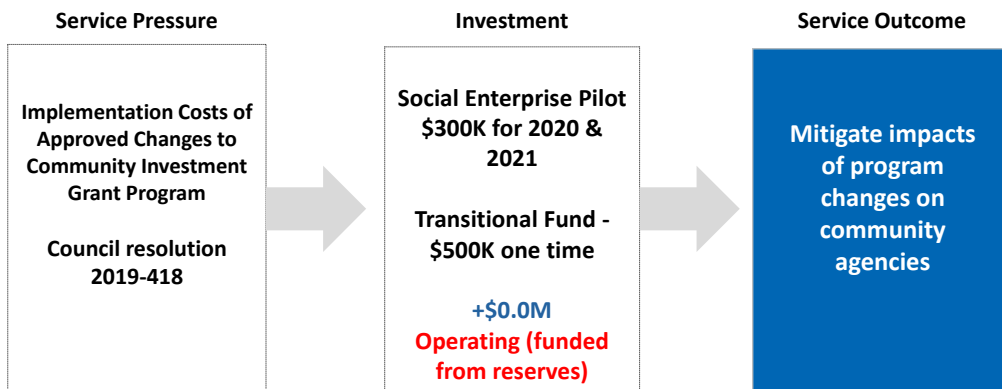 Service Pressure
Implementation Costs of
Approved Changes to
Community Investment
Grant Program
Council resolution
2019-418
Investment
Social Enterprise Pilot
$300K for 2020 &
2021
Transitional Fund -
$500K one time
+$0.0M
Operating (funded
from reserves)
Service Outcome
Mitigate impacts
of program
changes on
community
agencies